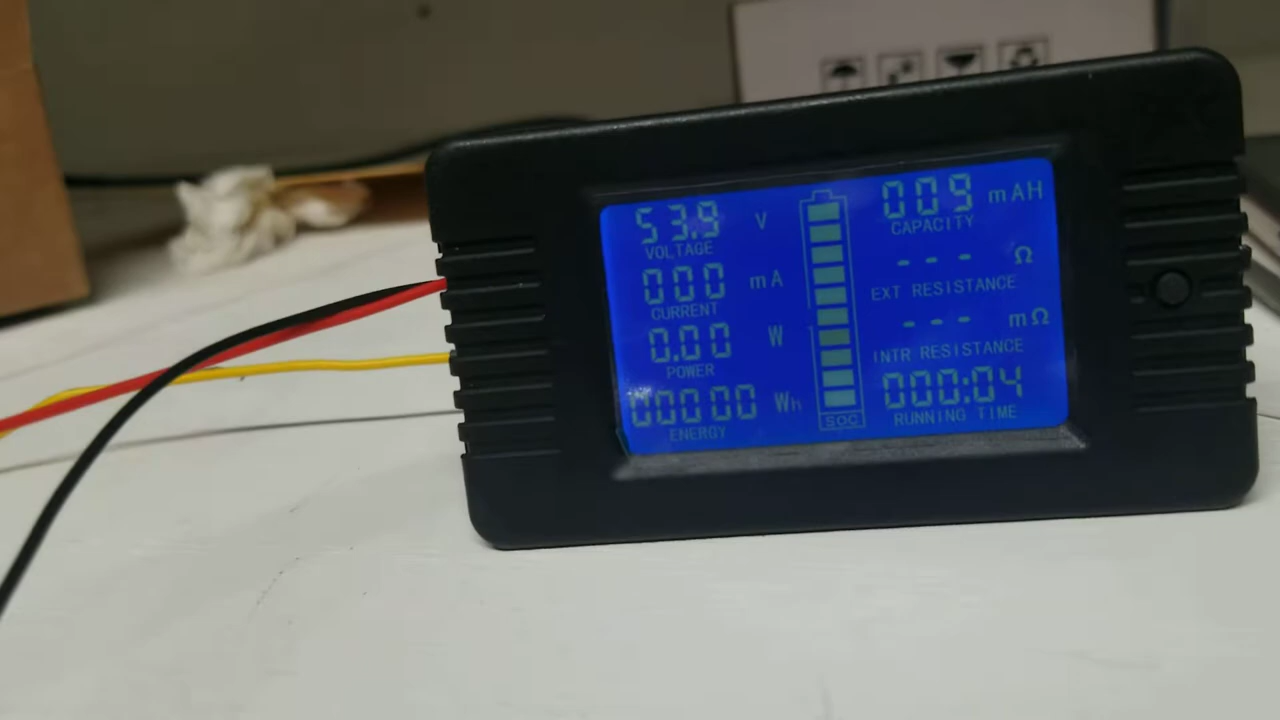 53.9 V
VOLTAGE
000 mA
CURRENT
0.00 W
POWER
00000 Wh
ENERGY
SOC
009 mAH
CAPACITY
--- Ω
EXT RESISTANCE
--- mΩ
INTR RESISTANCE
000:04
RUNNING TIME